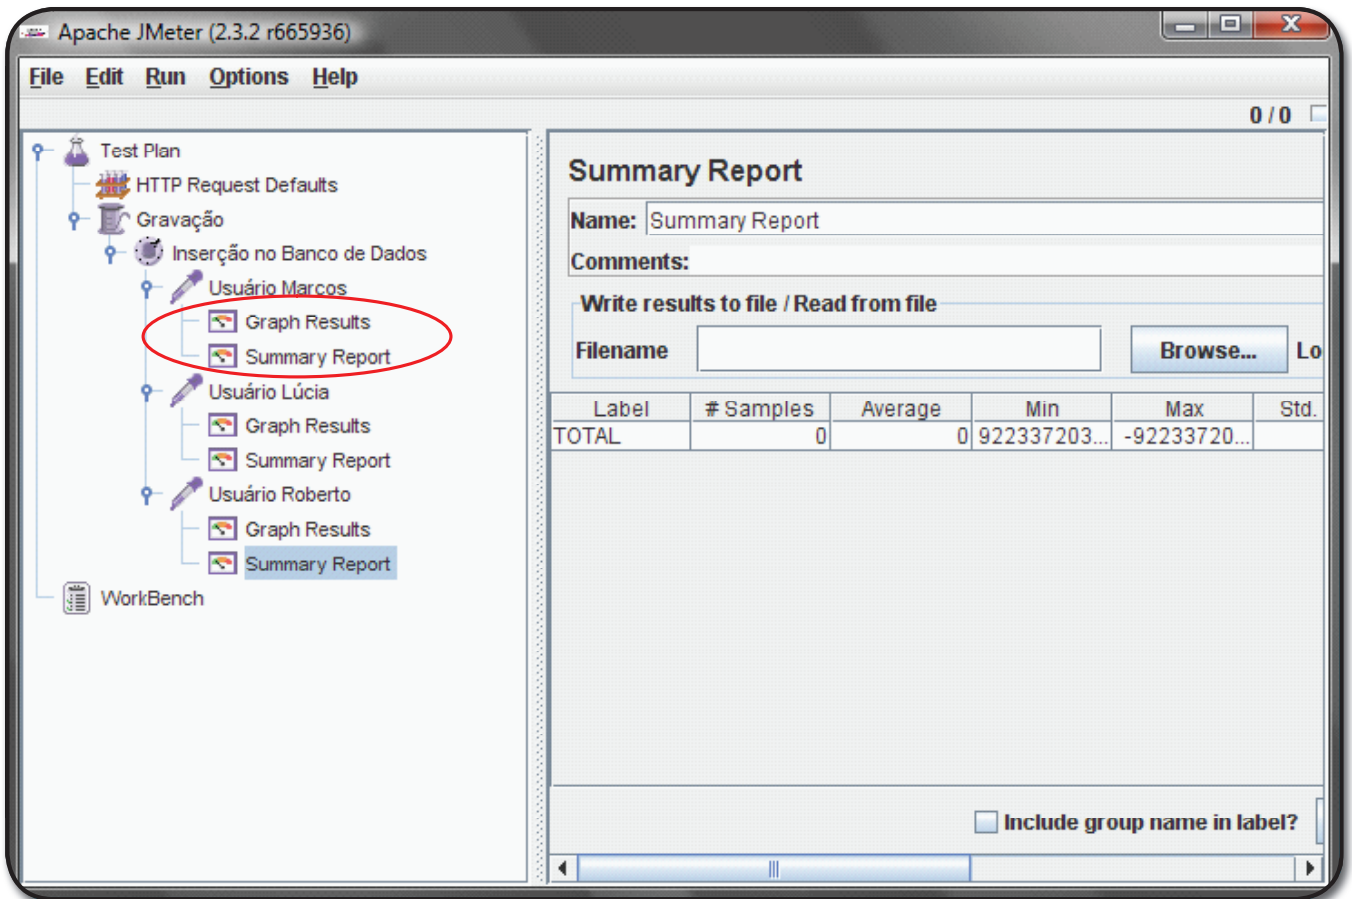 Apache JMeter (2.3.2 r665936)
File Edit Run Options Help
0 / 0
Test Plan
HTTP Request Defaults
Gravação
Inserção no Banco de Dados
Usuário Marcos
Graph Results
Summary Report
Usuário Lúcia
Graph Results
Summary Report
Usuário Roberto
Graph Results
Summary Report
WorkBench
Summary Report
Name: Summary Report
Comments:
Write results to file / Read from file
Filename Browse... Lo
Label # Samples Average Min Max Std.
TOTAL 0 0 922337203... -92233720...
Include group name in label?